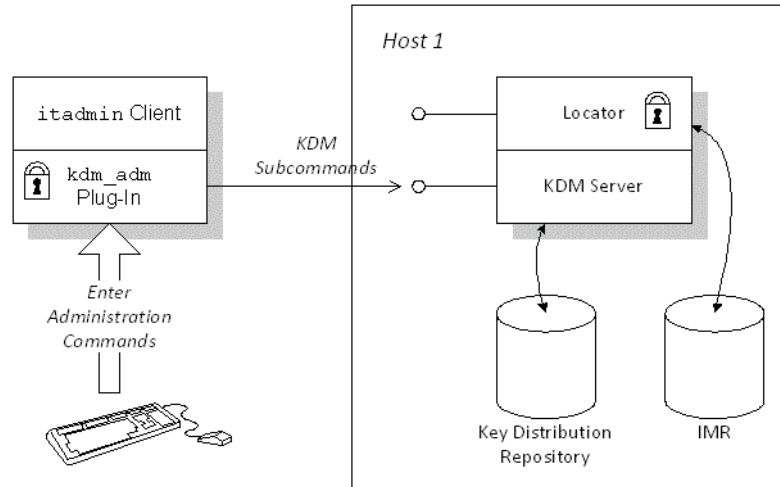 Host 1
itadmin Client
kdm_adm
Plug-In
KDM
Subcommands
Locator
KDM Server
Enter
Administration
Commands
Key Distribution
Repository
IMR